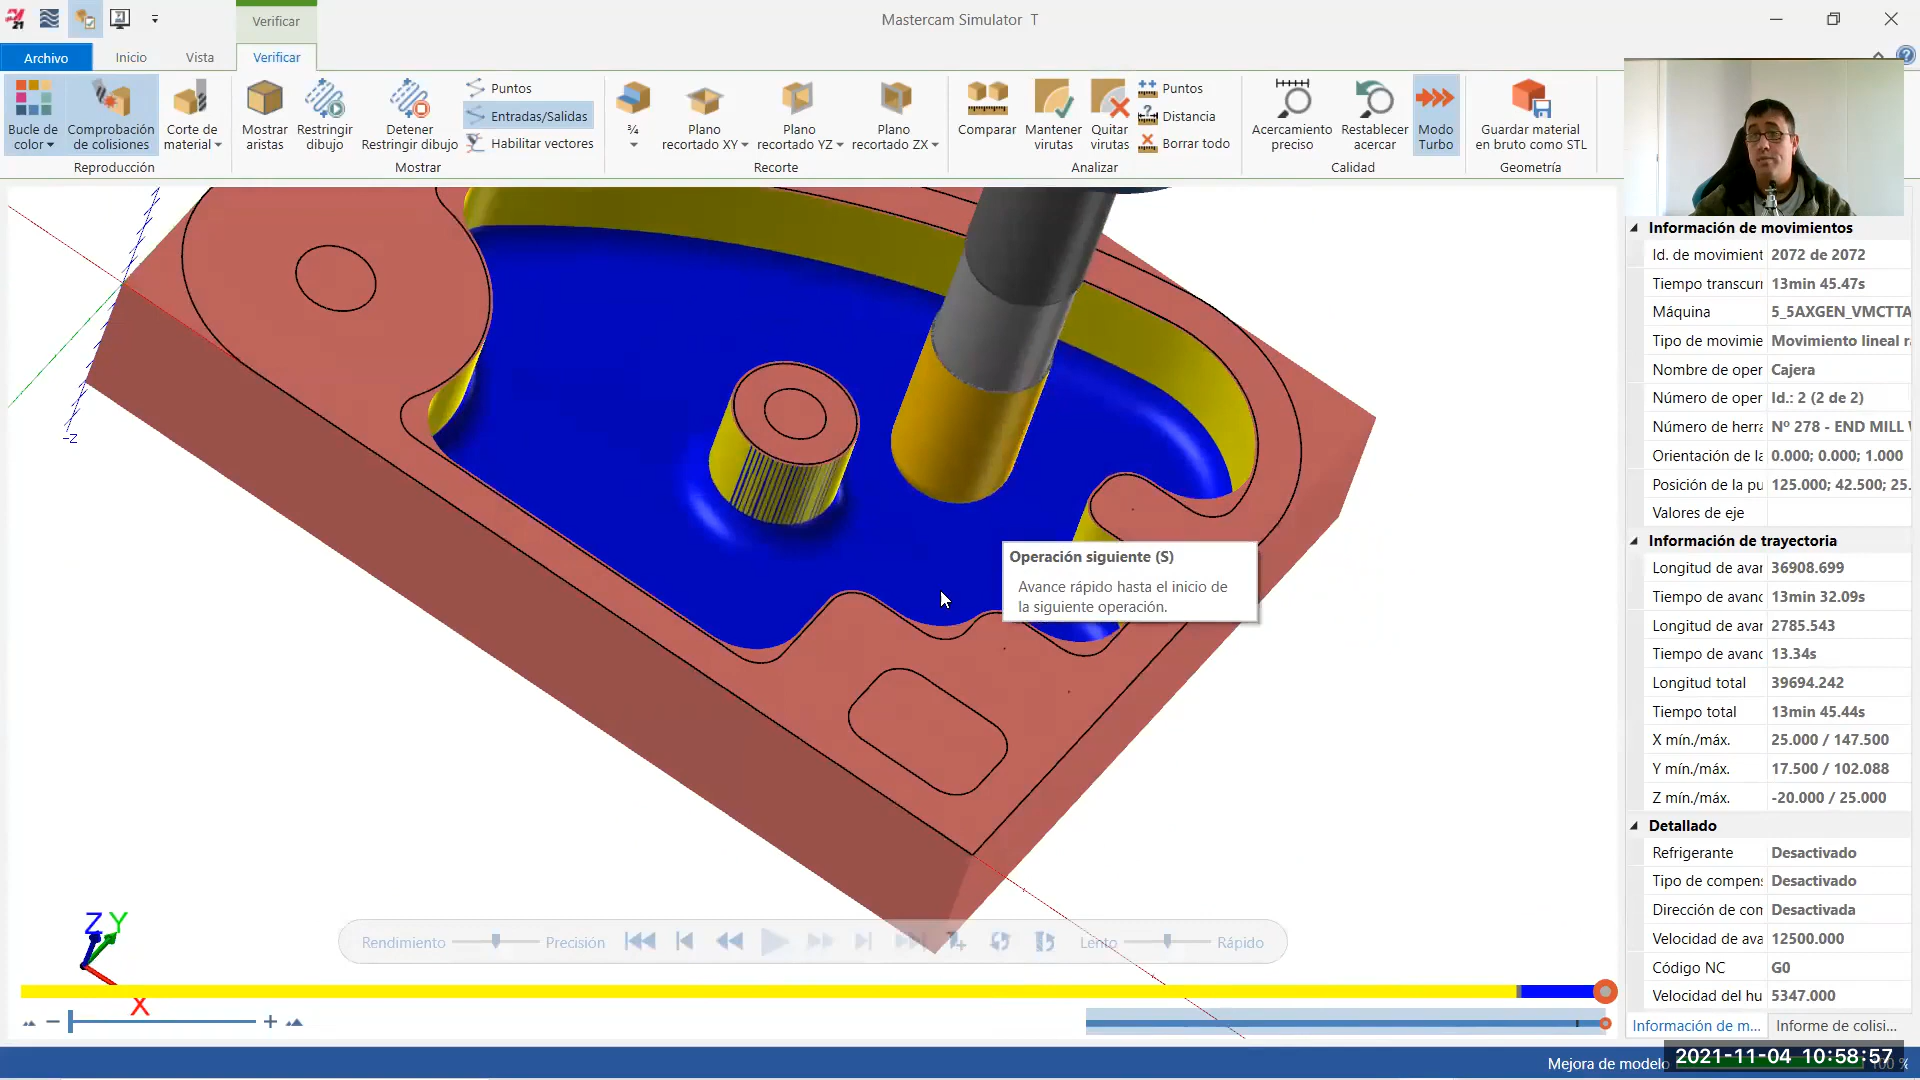 21
Verificar
Mastercam Simulator T
Archivo
Inicio
Vista
Verificar
Bucle de color
Comprobación de colisiones
Corte de material
Reproducción
Mostrar aristas
Restringir dibujo
Detener Restringir dibujo
Puntos
Entradas/Salidas
Habilitar vectores
Mostrar
¾
Plano recortado XY
Plano recortado YZ
Plano recortado ZX
Recorte
Comparar
Mantener virutas
Quitar virutas
Puntos
Distancia
Borrar todo
Analizar
Acercamiento preciso
Restablecer acercar
Modo Turbo
Calidad
Guardar material en bruto como STL
Geometría
-Z
Operación siguiente (S)
Avance rápido hasta el inicio de
la siguiente operación.
Z Y
X
Rendimiento
Precisión
Lento
Rápido
Información de movimientos
Id. de movimient 2072 de 2072
Tiempo transcurr 13min 45.47s
Máquina 5_5AXGEN_VMCTTA
Tipo de movimie Movimiento lineal r
Nombre de oper Cajera
Número de oper Id.: 2 (2 de 2)
Número de herra Nº 278 - END MILL
Orientación de la 0.000; 0.000; 1.000
Posición de la pu 125.000; 42.500; 25.
Valores de eje
Información de trayectoria
Longitud de avar 36908.699
Tiempo de avanc 13min 32.09s
Longitud de avar 2785.543
Tiempo de avanc 13.34s
Longitud total 39694.242
Tiempo total 13min 45.44s
X mín./máx. 25.000 / 147.500
Y mín./máx. 17.500 / 102.088
Z mín./máx. -20.000 / 25.000
Detallado
Refrigerante Desactivado
Tipo de compens Desactivado
Dirección de con Desactivada
Velocidad de ava 12500.000
Código NC G0
Velocidad del hu 5347.000
Información de m...
Informe de colisi...
Mejora de modelo
2021-11-04 10:58:57